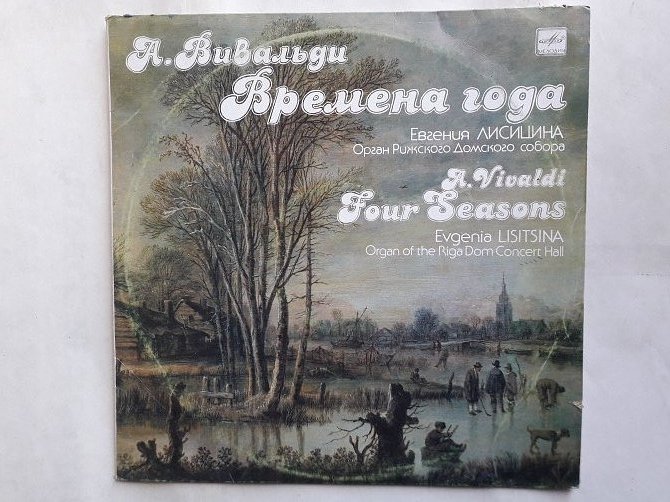 А. Вивальди
Времена года
Евгения ЛИСИЦИНА
Орган Рижского Домского собора
A. Vivaldi
Four Seasons
Evgenia LISITSINA
Organ of the Riga Dom Concert Hall
МЕЛОДИЯ